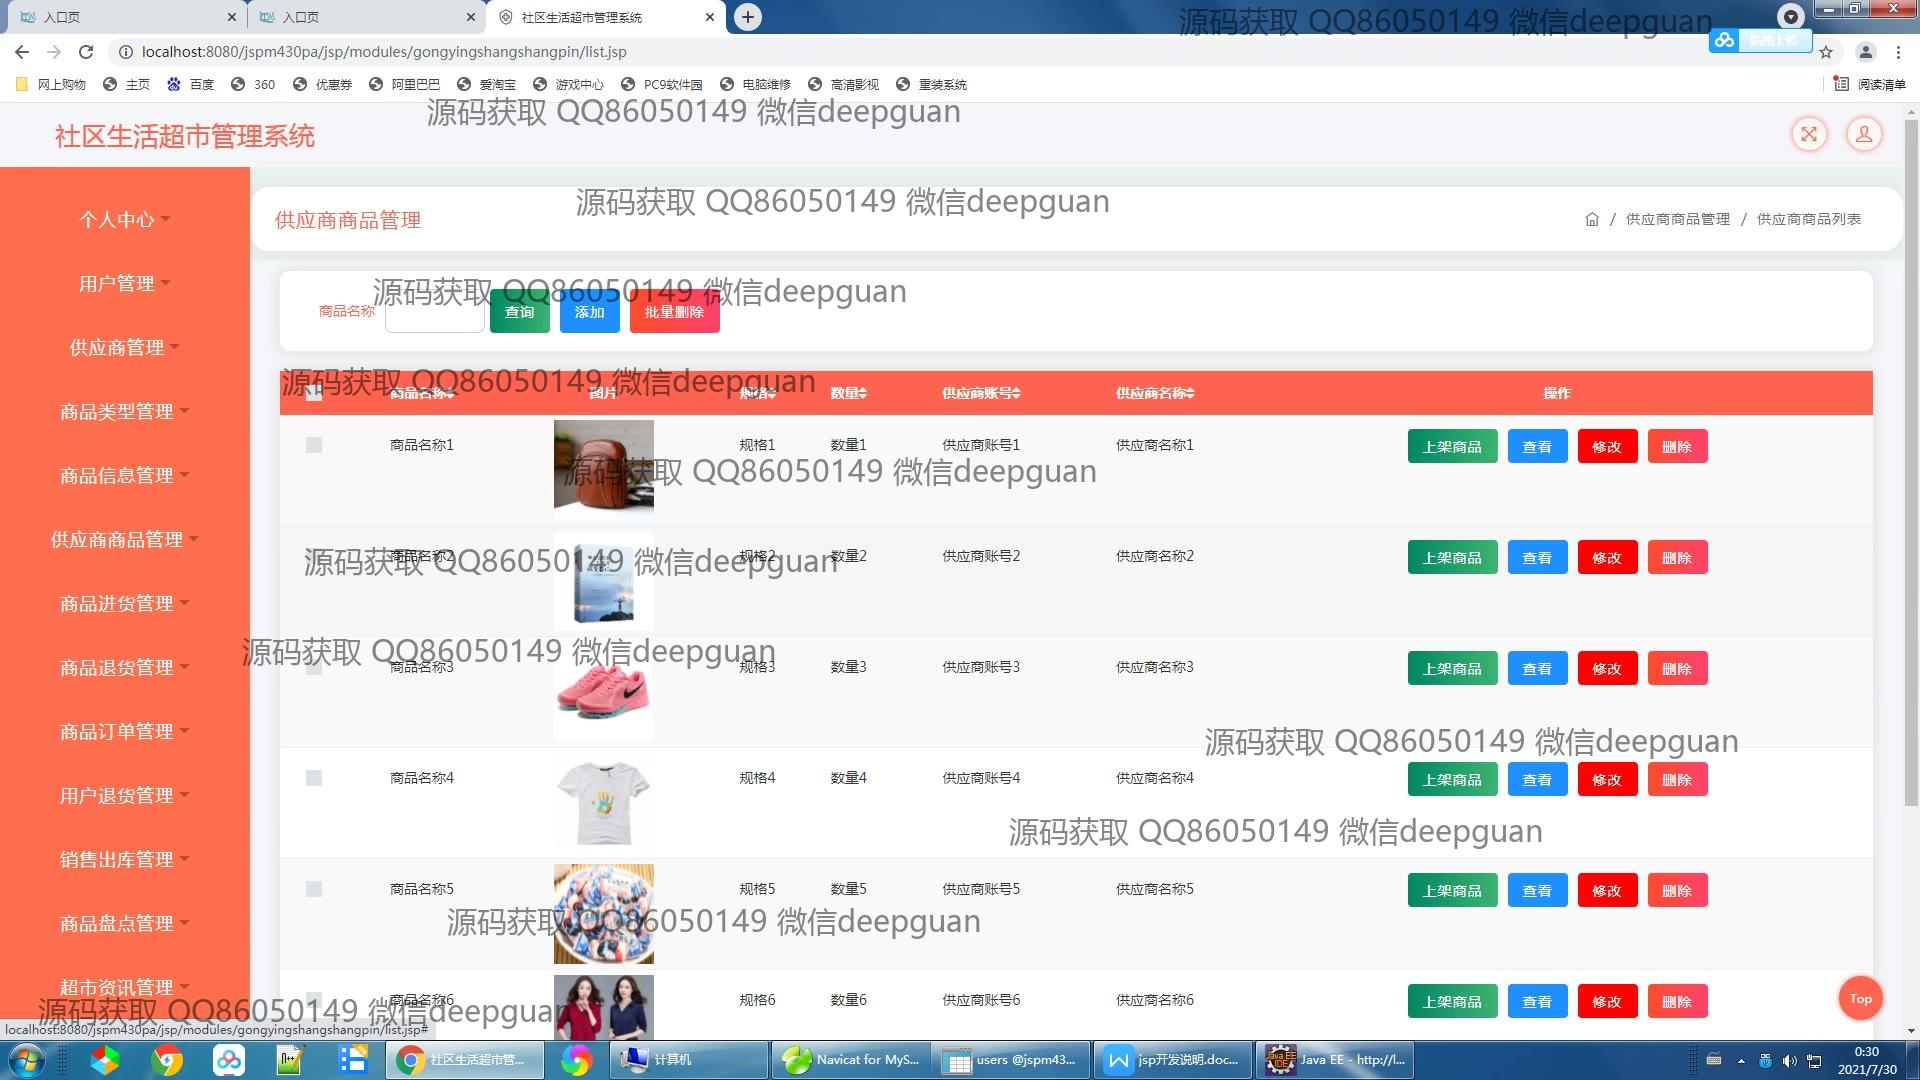 入口页
入口页
社区生活超市管理系统
源码获取 QQ86050149 微信deepguan
localhost:8080/jspm430pa/jsp/modules/gongyingshangshangpin/list.jsp
网上购物 主页 百度 360 优惠券 阿里巴巴 爱淘宝 游戏中心 PC9软件园 电脑维修 高清影视 重装系统 阅读清单
源码获取 QQ86050149 微信deepguan
社区生活超市管理系统
源码获取 QQ86050149 微信deepguan
供应商商品管理
/ 供应商商品管理 / 供应商商品列表
个人中心
用户管理
供应商管理
商品类型管理
商品信息管理
供应商商品管理
商品进货管理
商品退货管理
商品订单管理
用户退货管理
销售出库管理
商品盘点管理
超市资讯管理
源码获取 QQ86050149 微信deepguan
商品名称 查询 添加 批量删除
源码获取 QQ86050149 微信deepguan
商品名称 图片 规格 数量 供应商账号 供应商名称 操作
商品名称1 规格1 数量1 供应商账号1 供应商名称1 上架商品 查看 修改 删除
源码获取 QQ86050149 微信deepguan
商品名称2 规格2 数量2 供应商账号2 供应商名称2 上架商品 查看 修改 删除
源码获取 QQ86050149 微信deepguan
源码获取 QQ86050149 微信deepguan
商品名称3 规格3 数量3 供应商账号3 供应商名称3 上架商品 查看 修改 删除
源码获取 QQ86050149 微信deepguan
商品名称4 规格4 数量4 供应商账号4 供应商名称4 上架商品 查看 修改 删除
源码获取 QQ86050149 微信deepguan
商品名称5 规格5 数量5 供应商账号5 供应商名称5 上架商品 查看 修改 删除
源码获取 QQ86050149 微信deepguan
商品名称6 规格6 数量6 供应商账号6 供应商名称6 上架商品 查看 修改 删除
Top
源码获取 QQ86050149 微信deepguan
localhost:8080/jspm430pa/jsp/modules/gongyingshangshangpin/list.jsp#
社区生活超市管... 计算机 Navicat for MyS... users @jspm43... jsp开发说明.doc... Java EE - http://l...
0:30
2021/7/30